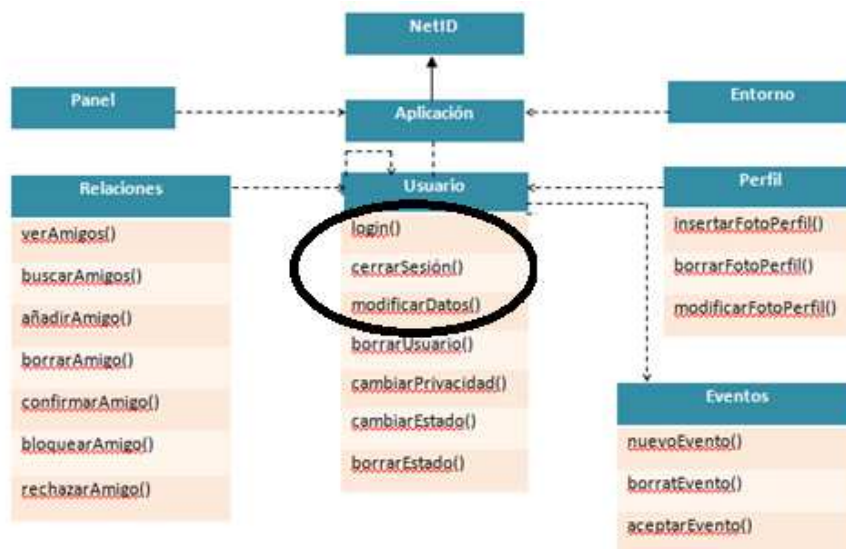 NetID
Panel
Aplicación
Entorno
Relaciones
verAmigos()
buscarAmigos()
añadirAmigo()
borrarAmigo()
confirmarAmigo()
bloquearAmigo()
rechazarAmigo()
Usuario
login()
cerrarSesión()
modificarDatos()
borrarUsuario()
cambiarPrivacidad()
cambiarEstado()
borrarEstado()
Perfil
insertarFotoPerfil()
borrarFotoPerfil()
modificarFotoPerfil()
Eventos
nuevoEvento()
borratEvento()
aceptarEvento()